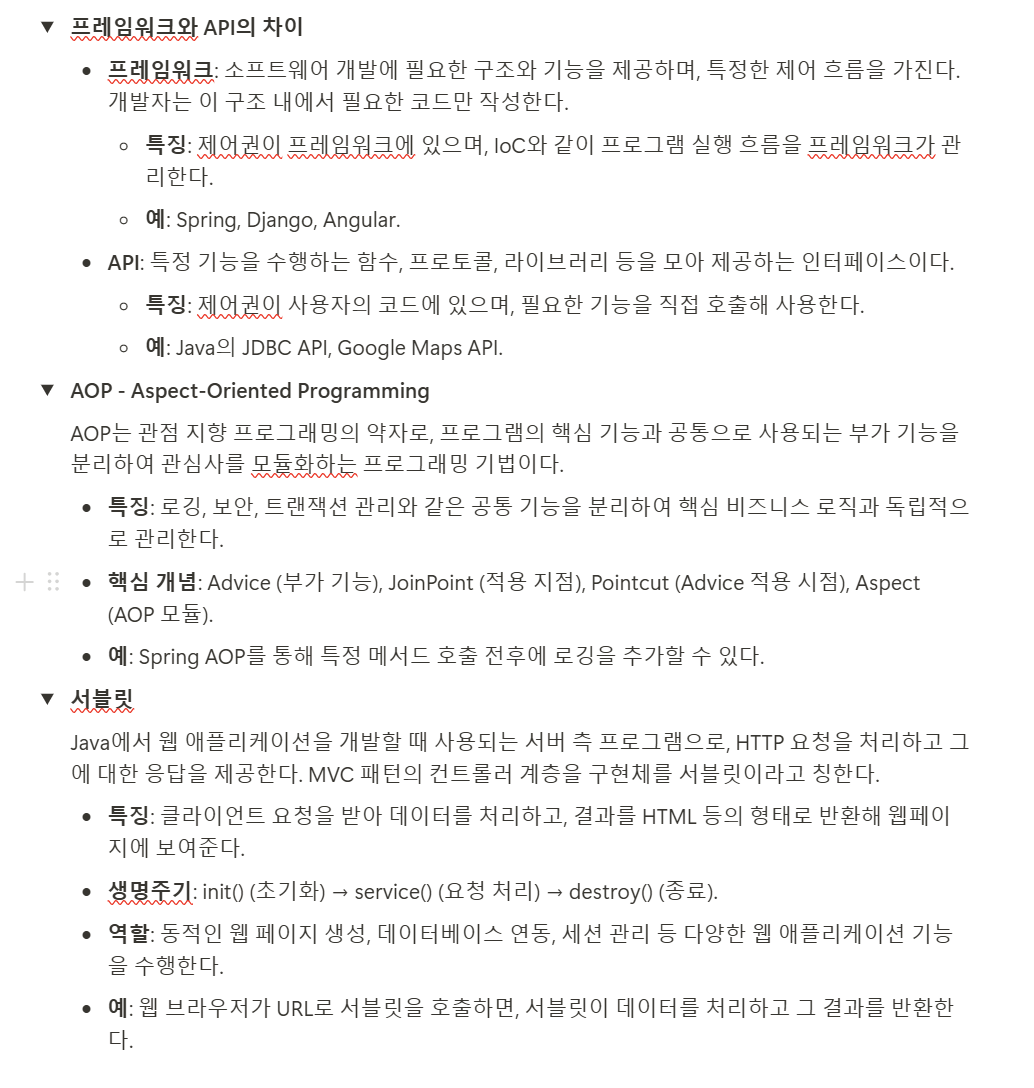 프레임워크와 API의 차이
프레임워크: 소프트웨어 개발에 필요한 구조와 기능을 제공하며, 특정한 제어 흐름을 가진다.
개발자는 이 구조 내에서 필요한 코드만 작성한다.
특징: 제어권이 프레임워크에 있으며, IoC와 같이 프로그램 실행 흐름을 프레임워크가 관
리한다.
예: Spring, Django, Angular.
API: 특정 기능을 수행하는 함수, 프로토콜, 라이브러리 등을 모아 제공하는 인터페이스이다.
특징: 제어권이 사용자의 코드에 있으며, 필요한 기능을 직접 호출해 사용한다.
예: Java의 JDBC API, Google Maps API.
AOP - Aspect-Oriented Programming
AOP는 관점 지향 프로그래밍의 약자로, 프로그램의 핵심 기능과 공통으로 사용되는 부가 기능을
분리하여 관심사를 모듈화하는 프로그래밍 기법이다.
특징: 로깅, 보안, 트랜잭션 관리와 같은 공통 기능을 분리하여 핵심 비즈니스 로직과 독립적으
로 관리한다.
핵심 개념: Advice (부가 기능), JoinPoint (적용 지점), Pointcut (Advice 적용 시점), Aspect
(AOP 모듈).
예: Spring AOP를 통해 특정 메서드 호출 전후에 로깅을 추가할 수 있다.
서블릿
Java에서 웹 애플리케이션을 개발할 때 사용되는 서버 측 프로그램으로, HTTP 요청을 처리하고 그
에 대한 응답을 제공한다. MVC 패턴의 컨트롤러 계층을 구현체를 서블릿이라고 칭한다.
특징: 클라이언트 요청을 받아 데이터를 처리하고, 결과를 HTML 등의 형태로 반환해 웹페이
지에 보여준다.
생명주기: init() (초기화) → service() (요청 처리) → destroy() (종료).
역할: 동적인 웹 페이지 생성, 데이터베이스 연동, 세션 관리 등 다양한 웹 애플리케이션 기능
을 수행한다.
예: 웹 브라우저가 URL로 서블릿을 호출하면, 서블릿이 데이터를 처리하고 그 결과를 반환한
다.